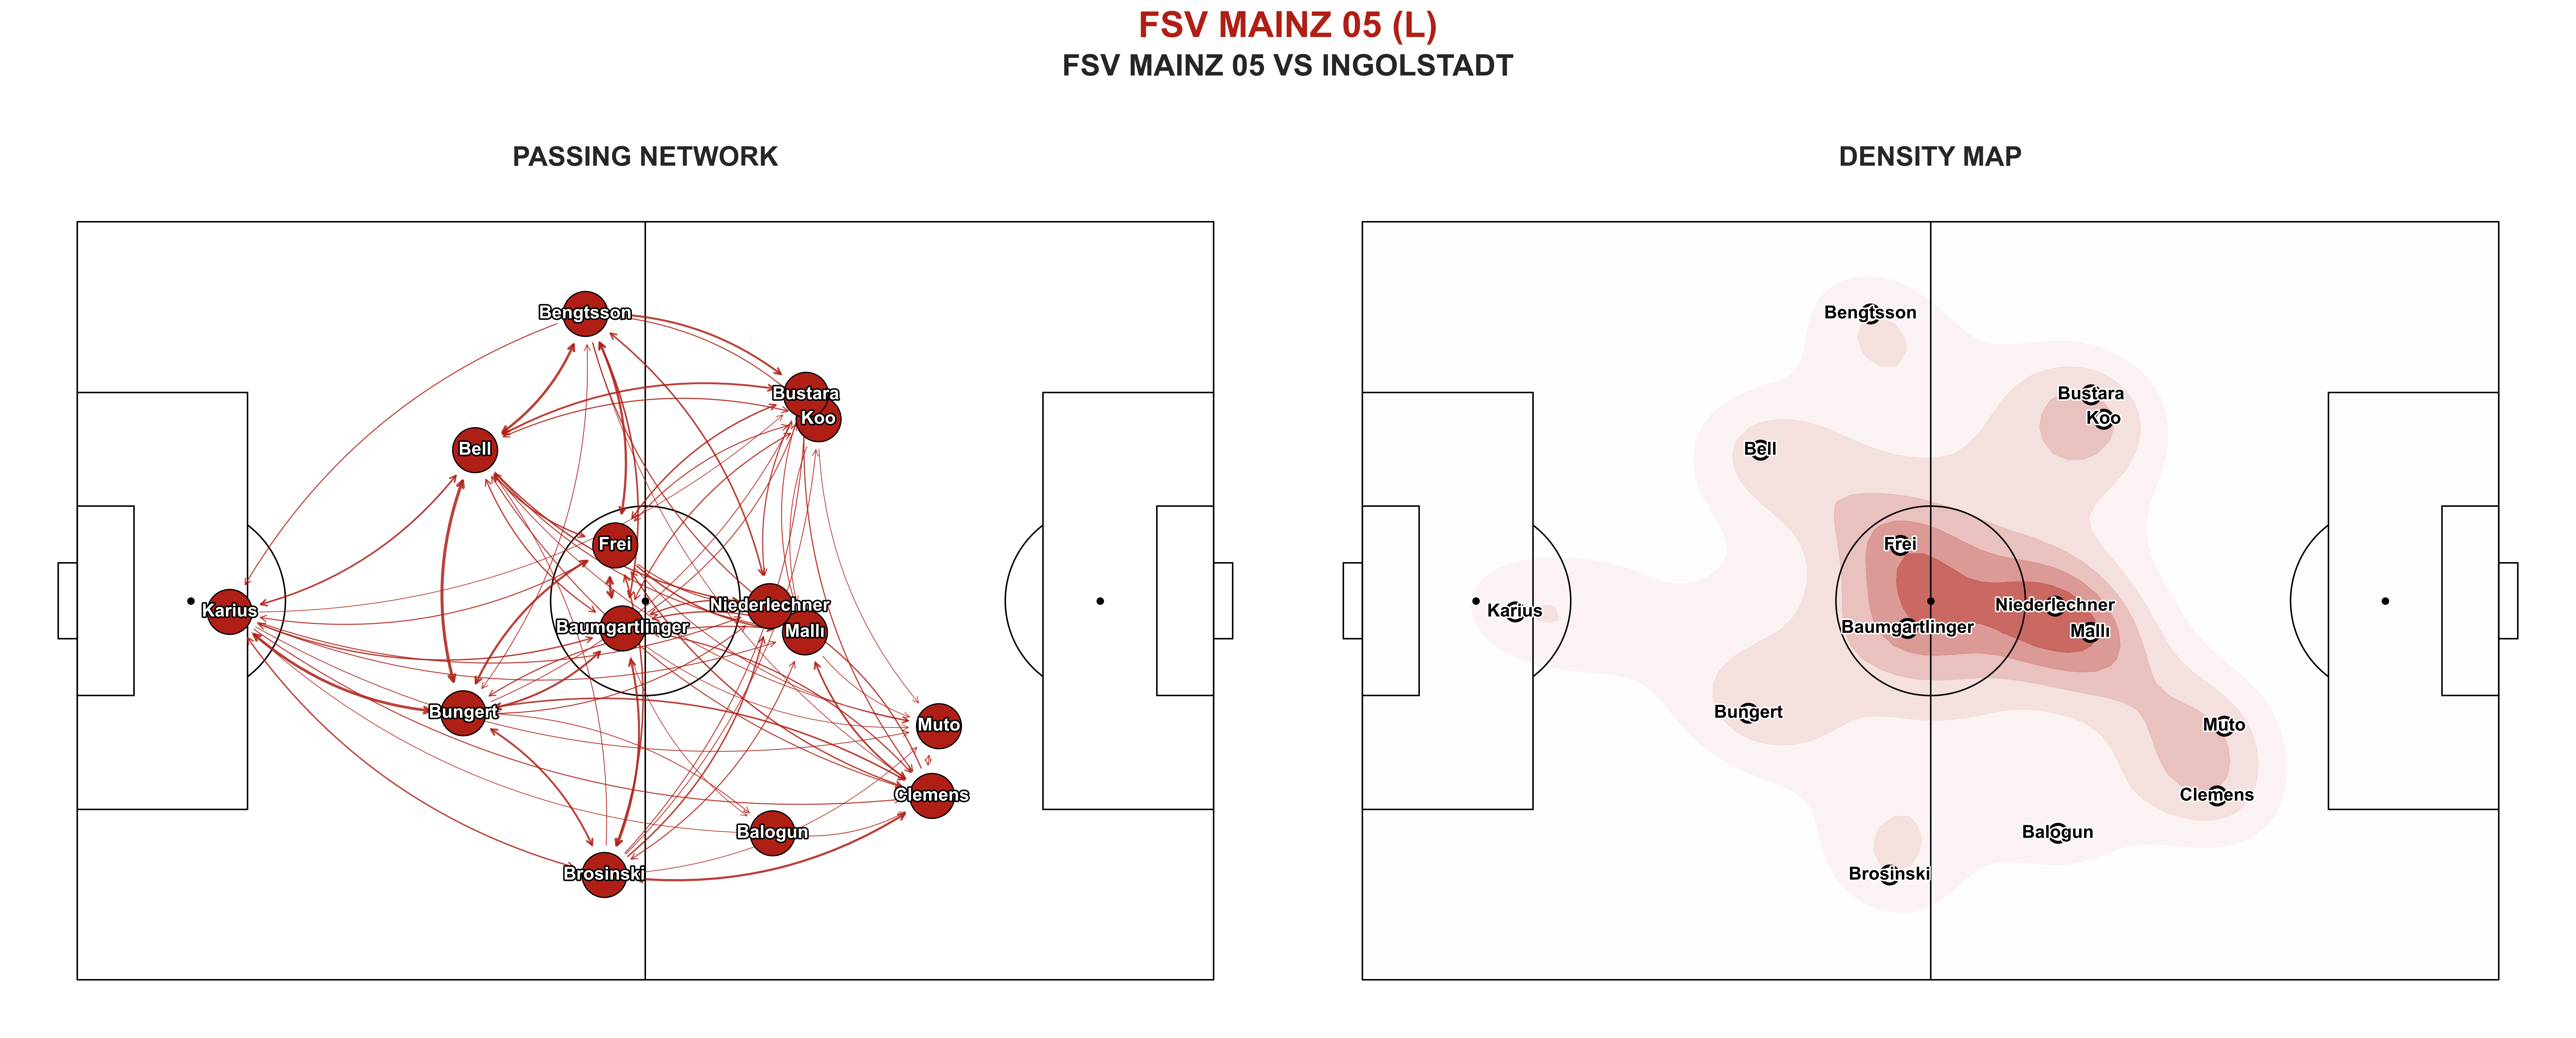 FSV MAINZ 05 (L)
FSV MAINZ 05 VS INGOLSTADT
PASSING NETWORK
Bengtsson
Bustara
Koo
Bell
Frei
Niederlechner
Karius
Baumgartlinger
Mallı
Bungert
Muto
Clemens
Balogun
Brosinski
DENSITY MAP
Bengtsson
Bustara
Koo
Bell
Frei
Niederlechner
Karius
Baumgartlinger
Mallı
Bungert
Muto
Clemens
Balogun
Brosinski